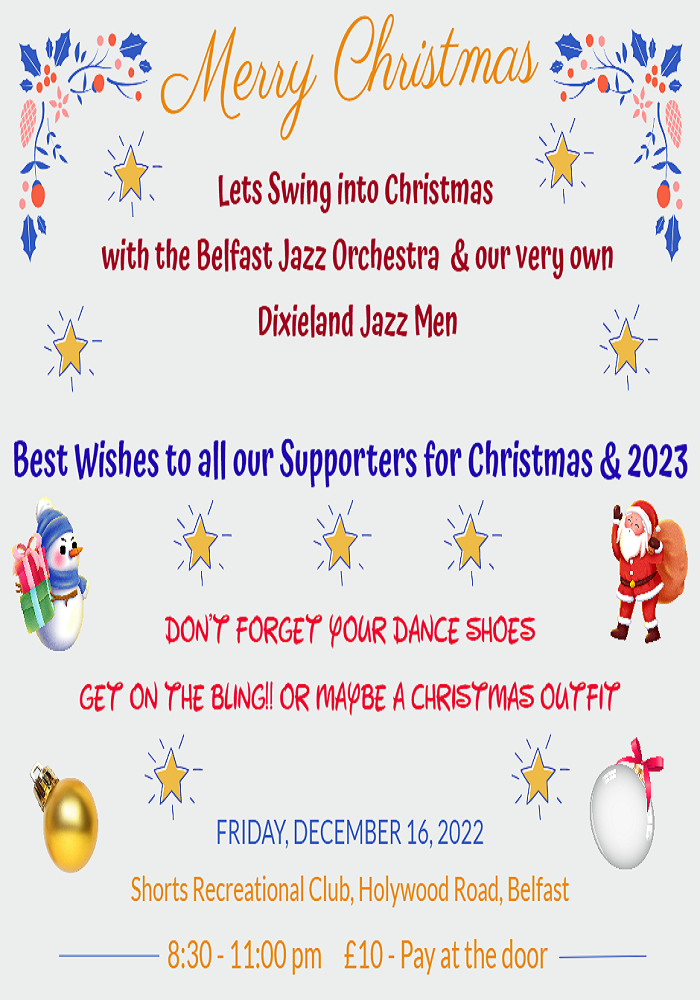 Merry Christmas
Lets Swing into Christmas
with the Belfast Jazz Orchestra & our very own
Dixieland Jazz Men
Best Wishes to all our Supporters for Christmas & 2023
DON'T FORGET YOUR DANCE SHOES
GET ON THE BLING!! OR MAYBE A CHRISTMAS OUTFIT
FRIDAY, DECEMBER 16, 2022
Shorts Recreational Club, Holywood Road, Belfast
8:30 - 11:00 pm £10 - Pay at the door